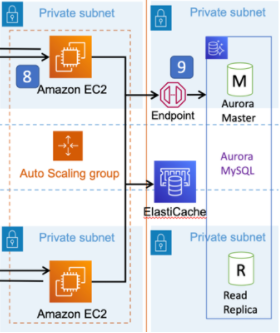 Private subnet
Private subnet
8
Amazon EC2
9
Endpoint
M
Aurora
Master
Auto Scaling group
Aurora
MySQL
ElastiCache
Private subnet
Private subnet
Amazon EC2
R
Read
Replica